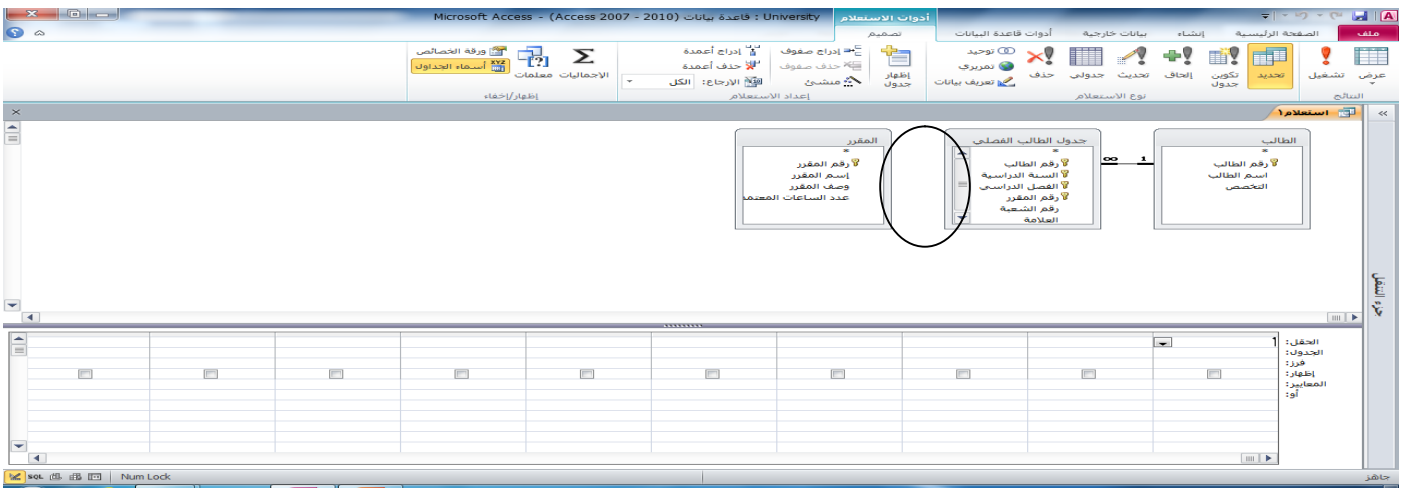 University : قاعدة بيانات (Access 2007 - 2010) - Microsoft Access
أدوات الاستعلام
ملف
الصفحة الرئيسية
إنشاء
بيانات خارجية
أدوات قاعدة البيانات
تصميم
عرض
تشغيل
تحديد
تكوين جدول
إلحاق
تحديث
جدولي
حذف
توحيد
تمريري
تعريف بيانات
إظهار جدول
إدراج صفوف
حذف صفوف
منشئ
إدراج أعمدة
حذف أعمدة
الإرجاع: الكل
الاجماليات
معلمات
ورقة الخصائص
أسماء الجداول
النتائج
نوع الاستعلام
إعداد الاستعلام
إظهار/إخفاء
استعلام١
جزء التنقل
الطالب
*
رقم الطالب
اسم الطالب
التخصص
1
∞
جدول الطالب الفصلي
*
رقم الطالب
السنة الدراسية
الفصل الدراسي
رقم المقرر
رقم الشعبة
العلامة
المقرر
*
رقم المقرر
إسم المقرر
وصف المقرر
عدد الساعات المعتمد
الحقل: 1
الجدول:
فرز:
إظهار:
المعايير:
أو:
جاهز
Num Lock
SQL